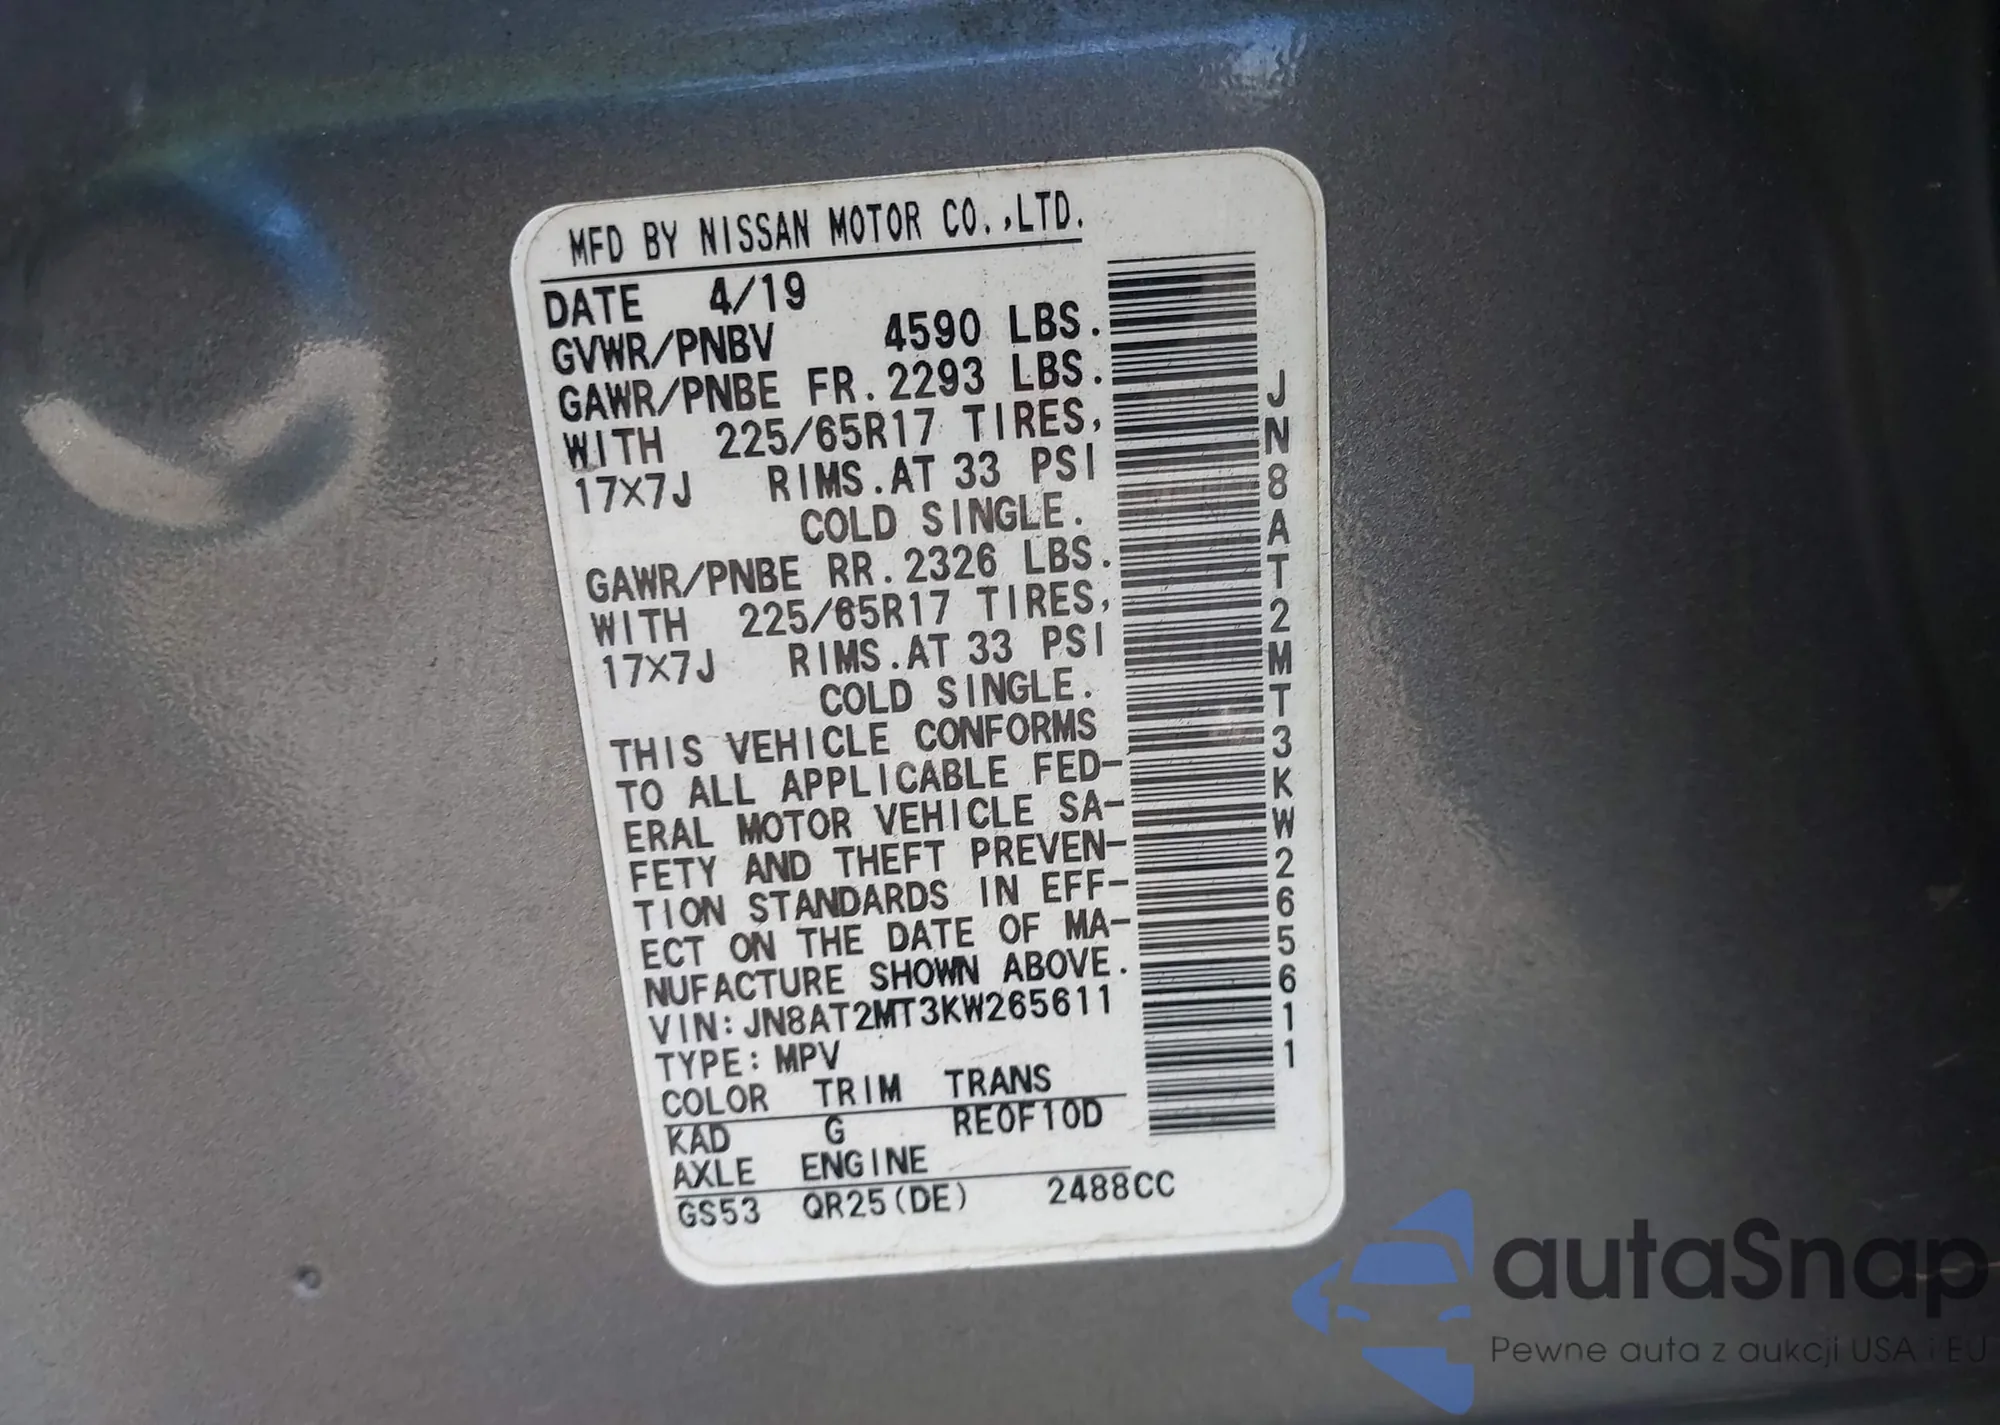 MFD BY NISSAN MOTOR CO.,LTD.
DATE 4/19
GVWR/PNBV 4590 LBS.
GAWR/PNBE FR.2293 LBS.
WITH 225/65R17 TIRES,
17X7J RIMS.AT 33 PSI
COLD SINGLE.
GAWR/PNBE RR.2326 LBS.
WITH 225/65R17 TIRES,
17X7J RIMS.AT 33 PSI
COLD SINGLE.
THIS VEHICLE CONFORMS
TO ALL APPLICABLE FED-
ERAL MOTOR VEHICLE SA-
FETY AND THEFT PREVEN-
TION STANDARDS IN EFF-
ECT ON THE DATE OF MA-
NUFACTURE SHOWN ABOVE.
VIN:JN8AT2MT3KW265611
TYPE:MPV
COLOR TRIM TRANS
KAD G RE0F10D
AXLE ENGINE
GS53 QR25(DE) 2488CC
JN8AT2MT3KW265611
autaSnap
Pewne auta z aukcji USA i EU